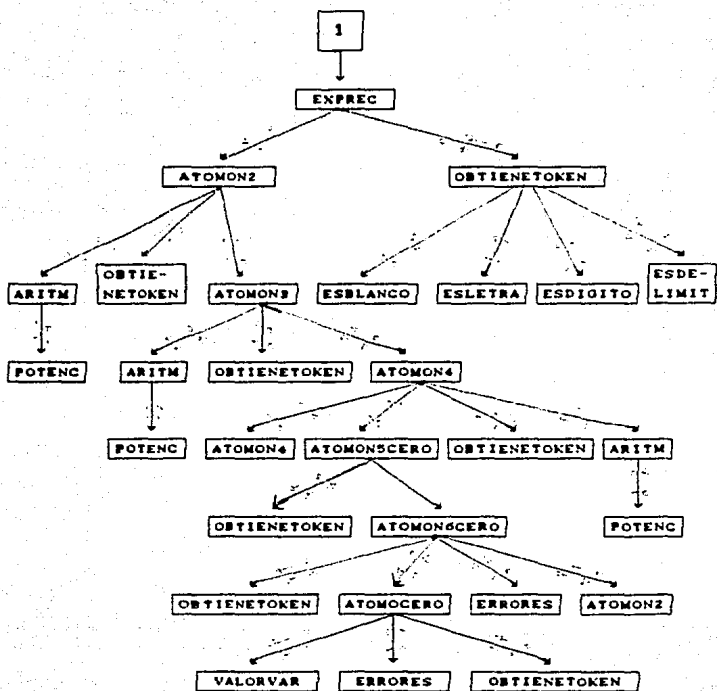 1
EXPREC
ATOMON2
OBTIENETOKEN
ARITM
OBTIE-
NETOKEN
ATOMON3
ESBLANCO
ESLETRA
ESDIGITO
ESDE-
LIMIT
POTENC
ARITM
OBTIENETOKEN
ATOMON4
POTENC
ATOMON4
ATOMON5CERO
OBTIENETOKEN
ARITM
OBTIENETOKEN
ATOMON6CERO
POTENC
OBTIENETOKEN
ATOMOCERO
ERRORES
ATOMON2
VALORVAR
ERRORES
OBTIENETOKEN